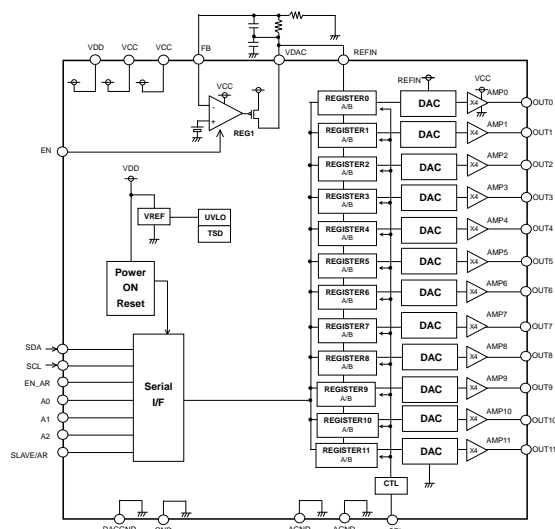 VDD
VCC
VCC
FB
VDAC
REFIN
VCC
REG1
EN
VDD
VREF
UVLO
TSD
Power
ON
Reset
SDA
SCL
EN_AR
A0
A1
A2
SLAVE/AR
Serial
I/F
REFIN
VCC
REGISTER0
A/B
DAC
X4
AMP0
OUT0
REGISTER1
A/B
DAC
X4
AMP1
OUT1
REGISTER2
A/B
DAC
X4
AMP2
OUT2
REGISTER3
A/B
DAC
X4
AMP3
OUT3
REGISTER4
A/B
DAC
X4
AMP4
OUT4
REGISTER5
A/B
DAC
X4
AMP5
OUT5
REGISTER6
A/B
DAC
X4
AMP6
OUT6
REGISTER7
A/B
DAC
X4
AMP7
OUT7
REGISTER8
A/B
DAC
X4
AMP8
OUT8
REGISTER9
A/B
DAC
X4
AMP9
OUT9
REGISTER10
A/B
DAC
X4
AMP10
OUT10
REGISTER11
A/B
DAC
X4
AMP11
OUT11
CTL
DACGND
GND
AGND
AGND